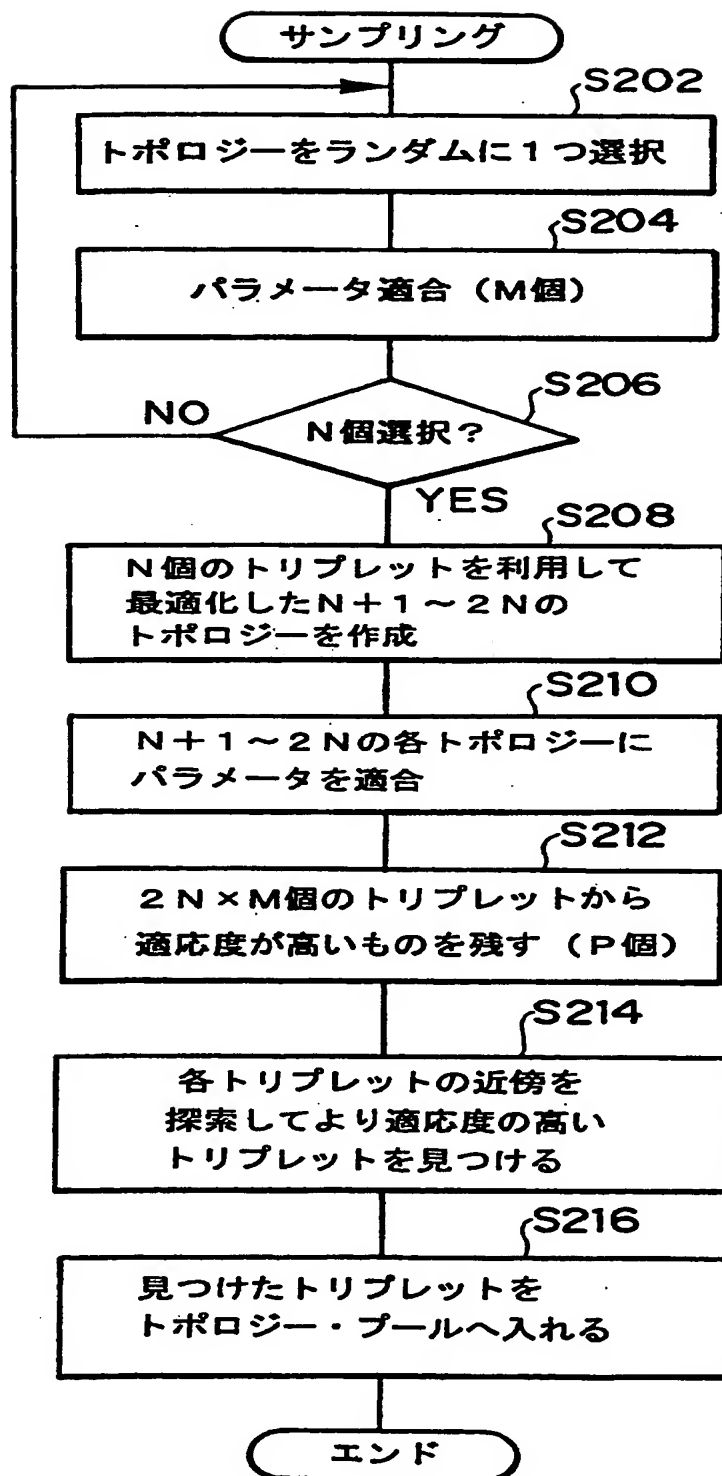 サンプリング
S202
トポロジーをランダムに1つ選択
S204
パラメータ適合(M個)
S206
NO
N個選択?
YES
S208
N個のトリプレットを利用して
最適化したN+1~2Nの
トポロジーを作成
S210
N+1~2Nの各トポロジーに
パラメータを適合
S212
2N×M個のトリプレットから
適応度が高いものを残す(P個)
S214
各トリプレットの近傍を
探索してより適応度の高い
トリプレットを見つける
S216
見つけたトリプレットを
トポロジー・プールへ入れる
エンド